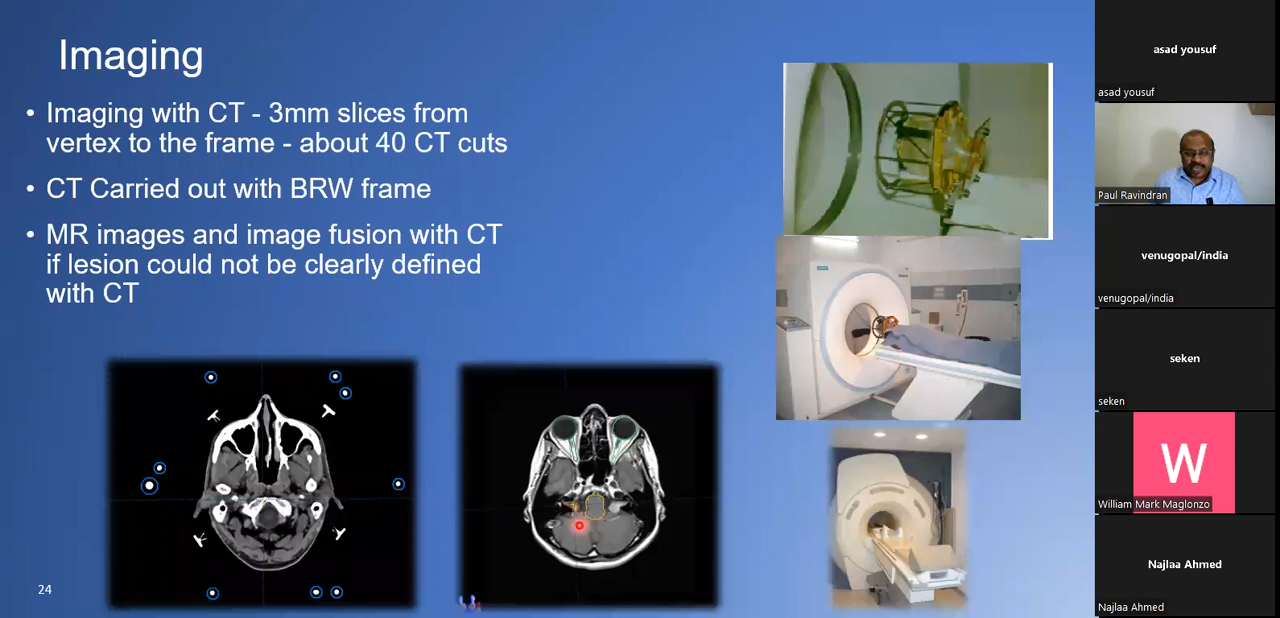 Imaging
• Imaging with CT - 3mm slices from
vertex to the frame - about 40 CT cuts
• CT Carried out with BRW frame
• MR images and image fusion with CT
if lesion could not be clearly defined
with CT
24
asad yousuf
asad yousuf
Paul Ravindran
venugopal/india
venugopal/india
seken
seken
W
William Mark Maglonzo
Najlaa Ahmed
Najlaa Ahmed